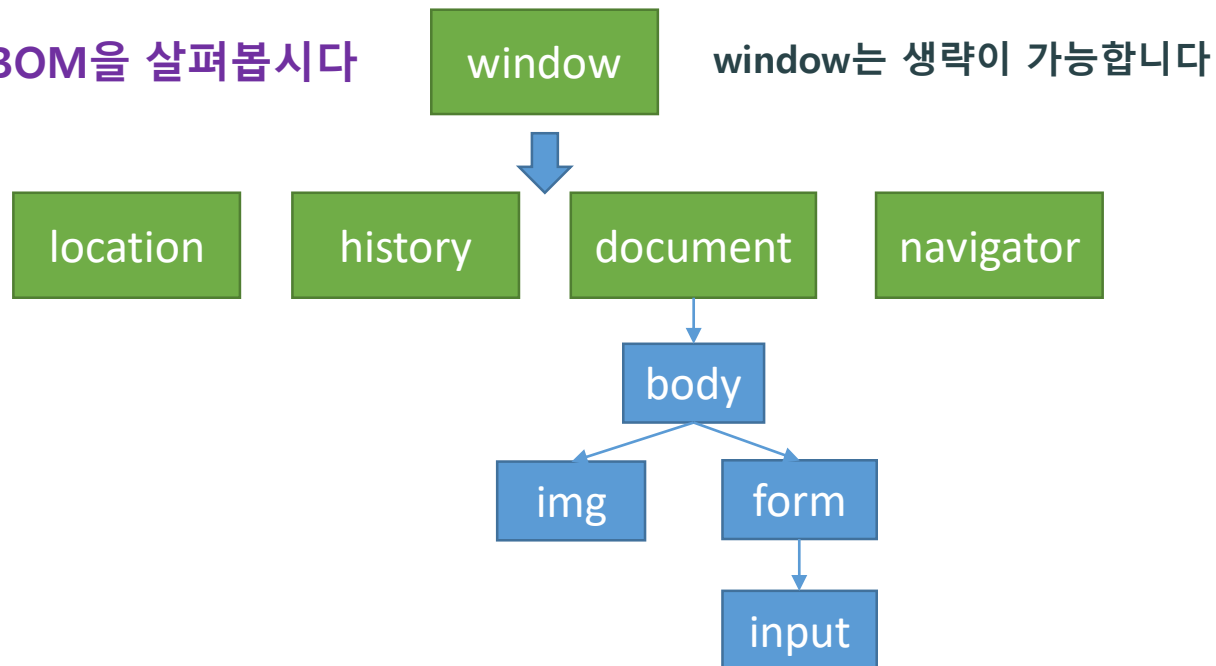 BOM을 살펴봅시다
window
window는 생략이 가능합니다
location
history
document
navigator
body
img
form
input